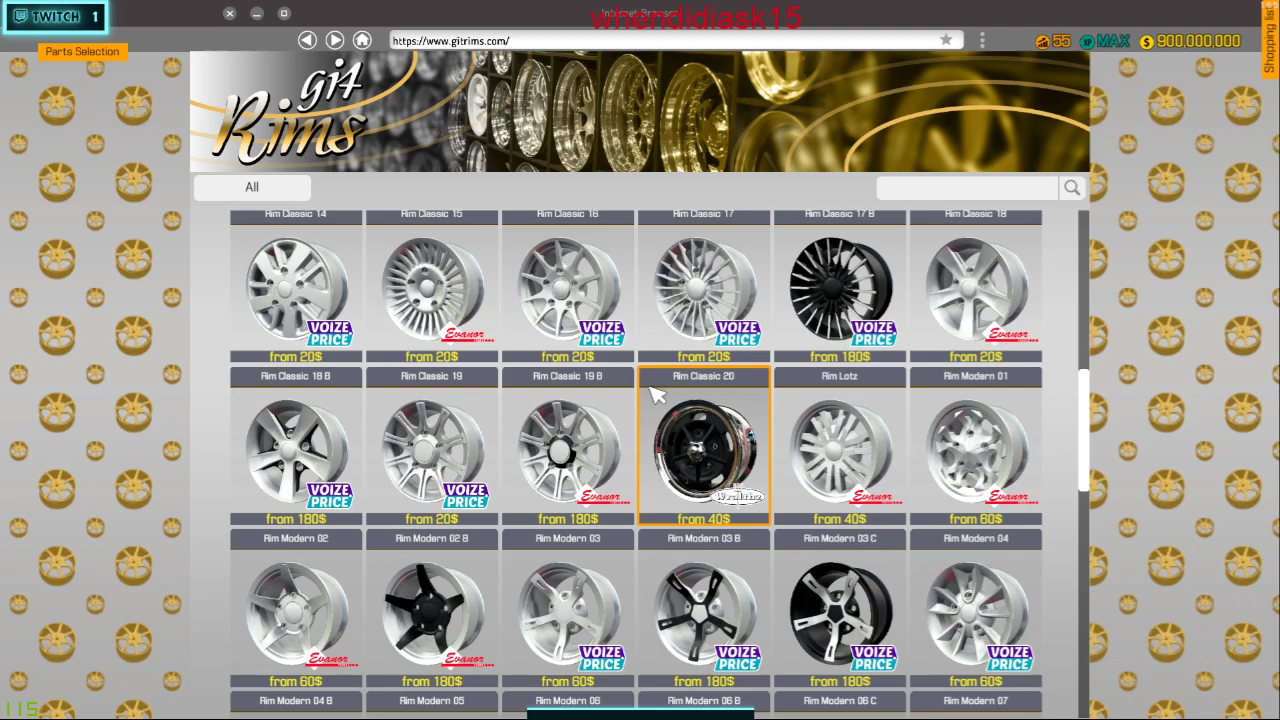 TWITCH 1
Internet Browser
whendidiask15
Parts Selection
https://www.gitrims.com/
55 XP MAX $ 900,000,000
Shopping list
git Rims
All
Rim Classic 14 Rim Classic 15 Rim Classic 16 Rim Classic 17 Rim Classic 17 B Rim Classic 18
VOIZE PRICE Evanor VOIZE PRICE VOIZE PRICE VOIZE PRICE Evanor
from 20$ from 20$ from 20$ from 20$ from 180$ from 20$
Rim Classic 18 B Rim Classic 19 Rim Classic 19 B Rim Classic 20 Rim Lotz Rim Modern 01
VOIZE PRICE VOIZE PRICE Evanor Evanor Evanor
from 180$ from 20$ from 180$ from 40$ from 40$ from 60$
Rim Modern 02 Rim Modern 02 B Rim Modern 03 Rim Modern 03 B Rim Modern 03 C Rim Modern 04
Evanor Evanor VOIZE PRICE VOIZE PRICE VOIZE PRICE VOIZE PRICE
from 60$ from 180$ from 60$ from 180$ from 180$ from 60$
Rim Modern 04 B Rim Modern 05 Rim Modern 06 Rim Modern 06 B Rim Modern 06 C Rim Modern 07
115